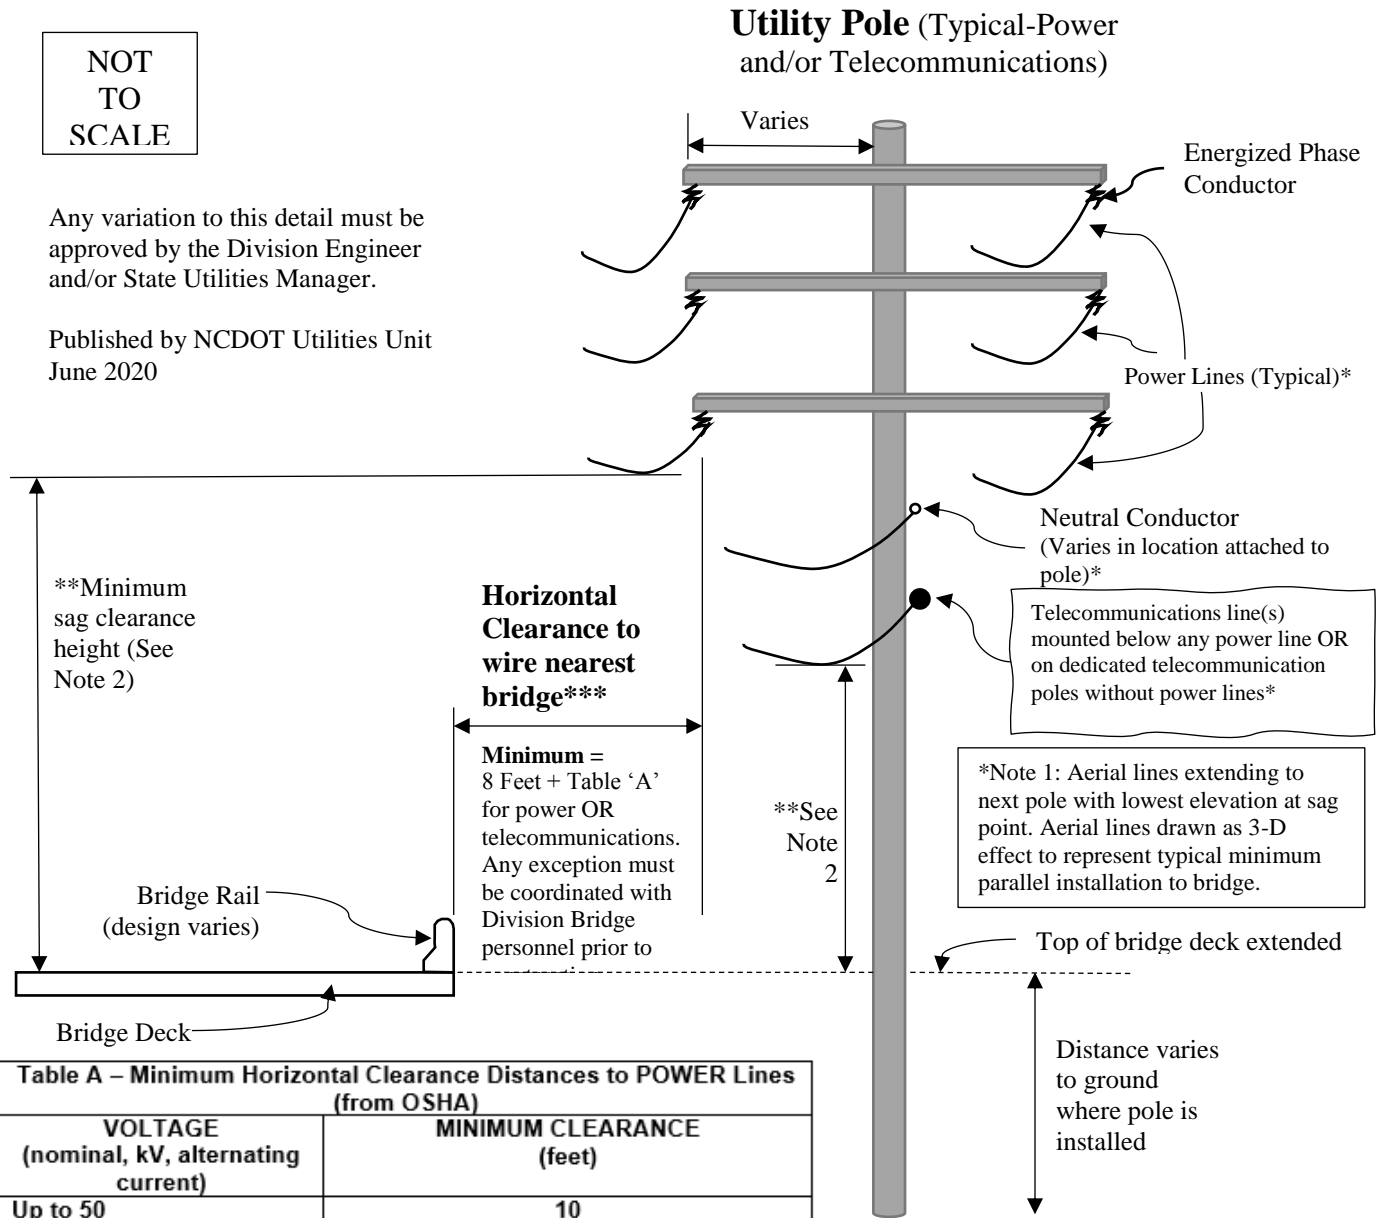 Utility Pole (Typical-Power
and/or Telecommunications)
NOT
TO
SCALE
Varies
Energized Phase
Conductor
Any variation to this detail must be
approved by the Division Engineer
and/or State Utilities Manager.
Published by NCDOT Utilities Unit
June 2020
Power Lines (Typical)*
Neutral Conductor
(Varies in location attached to
pole)*
**Minimum
sag clearance
height (See
Note 2)
Horizontal
Clearance to
wire nearest
bridge***
Telecommunications line(s)
mounted below any power line OR
on dedicated telecommunication
poles without power lines*
Minimum =
8 Feet + Table ‘A’
for power OR
telecommunications.
Any exception must
be coordinated with
Division Bridge
personnel prior to
**See
Note
2
*Note 1: Aerial lines extending to
next pole with lowest elevation at sag
point. Aerial lines drawn as 3-D
effect to represent typical minimum
parallel installation to bridge.
Bridge Rail
(design varies)
Top of bridge deck extended
Bridge Deck
Distance varies
to ground
where pole is
installed
Table A – Minimum Horizontal Clearance Distances to POWER Lines
(from OSHA)
VOLTAGE
(nominal, kV, alternating
current)
MINIMUM CLEARANCE
(feet)
Up to 50
10